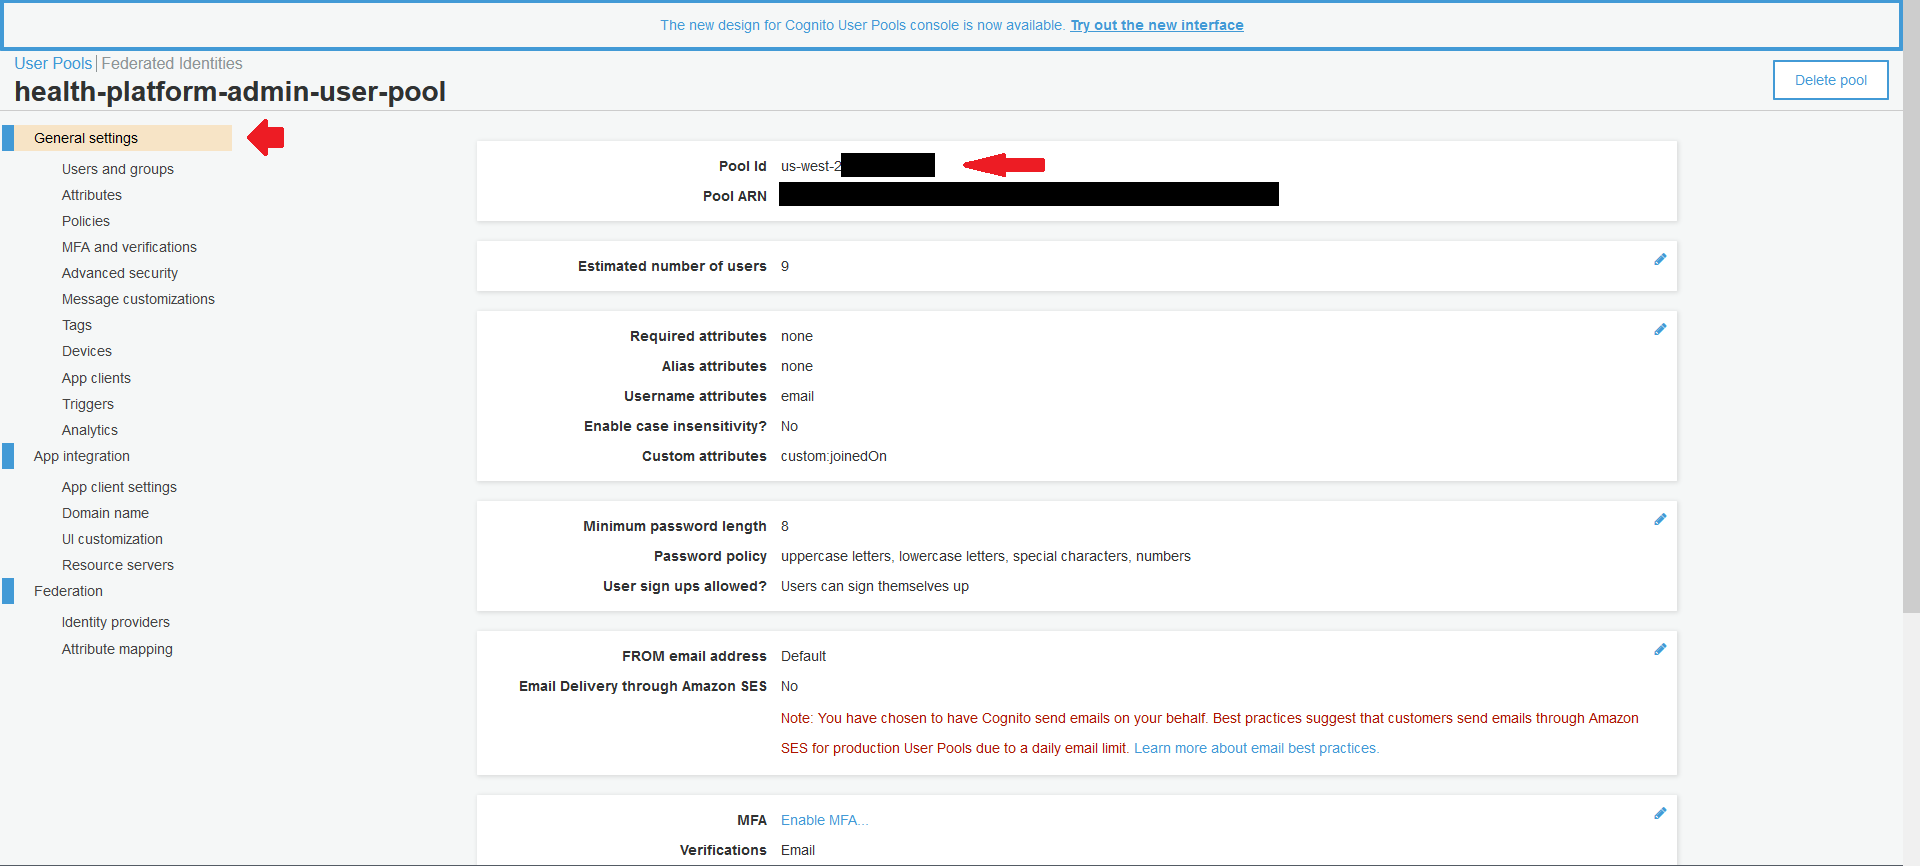 The new design for Cognito User Pools console is now available. Try out the new interface
User Pools | Federated Identities
health-platform-admin-user-pool
Delete pool
General settings
Users and groups
Attributes
Policies
MFA and verifications
Advanced security
Message customizations
Tags
Devices
App clients
Triggers
Analytics
App integration
App client settings
Domain name
UI customization
Resource servers
Federation
Identity providers
Attribute mapping
Pool Id us-west-2
Pool ARN
Estimated number of users 9
Required attributes none
Alias attributes none
Username attributes email
Enable case insensitivity? No
Custom attributes custom:joinedOn
Minimum password length 8
Password policy uppercase letters, lowercase letters, special characters, numbers
User sign ups allowed? Users can sign themselves up
FROM email address Default
Email Delivery through Amazon SES No
Note: You have chosen to have Cognito send emails on your behalf. Best practices suggest that customers send emails through Amazon
SES for production User Pools due to a daily email limit. Learn more about email best practices.
MFA Enable MFA...
Verifications Email